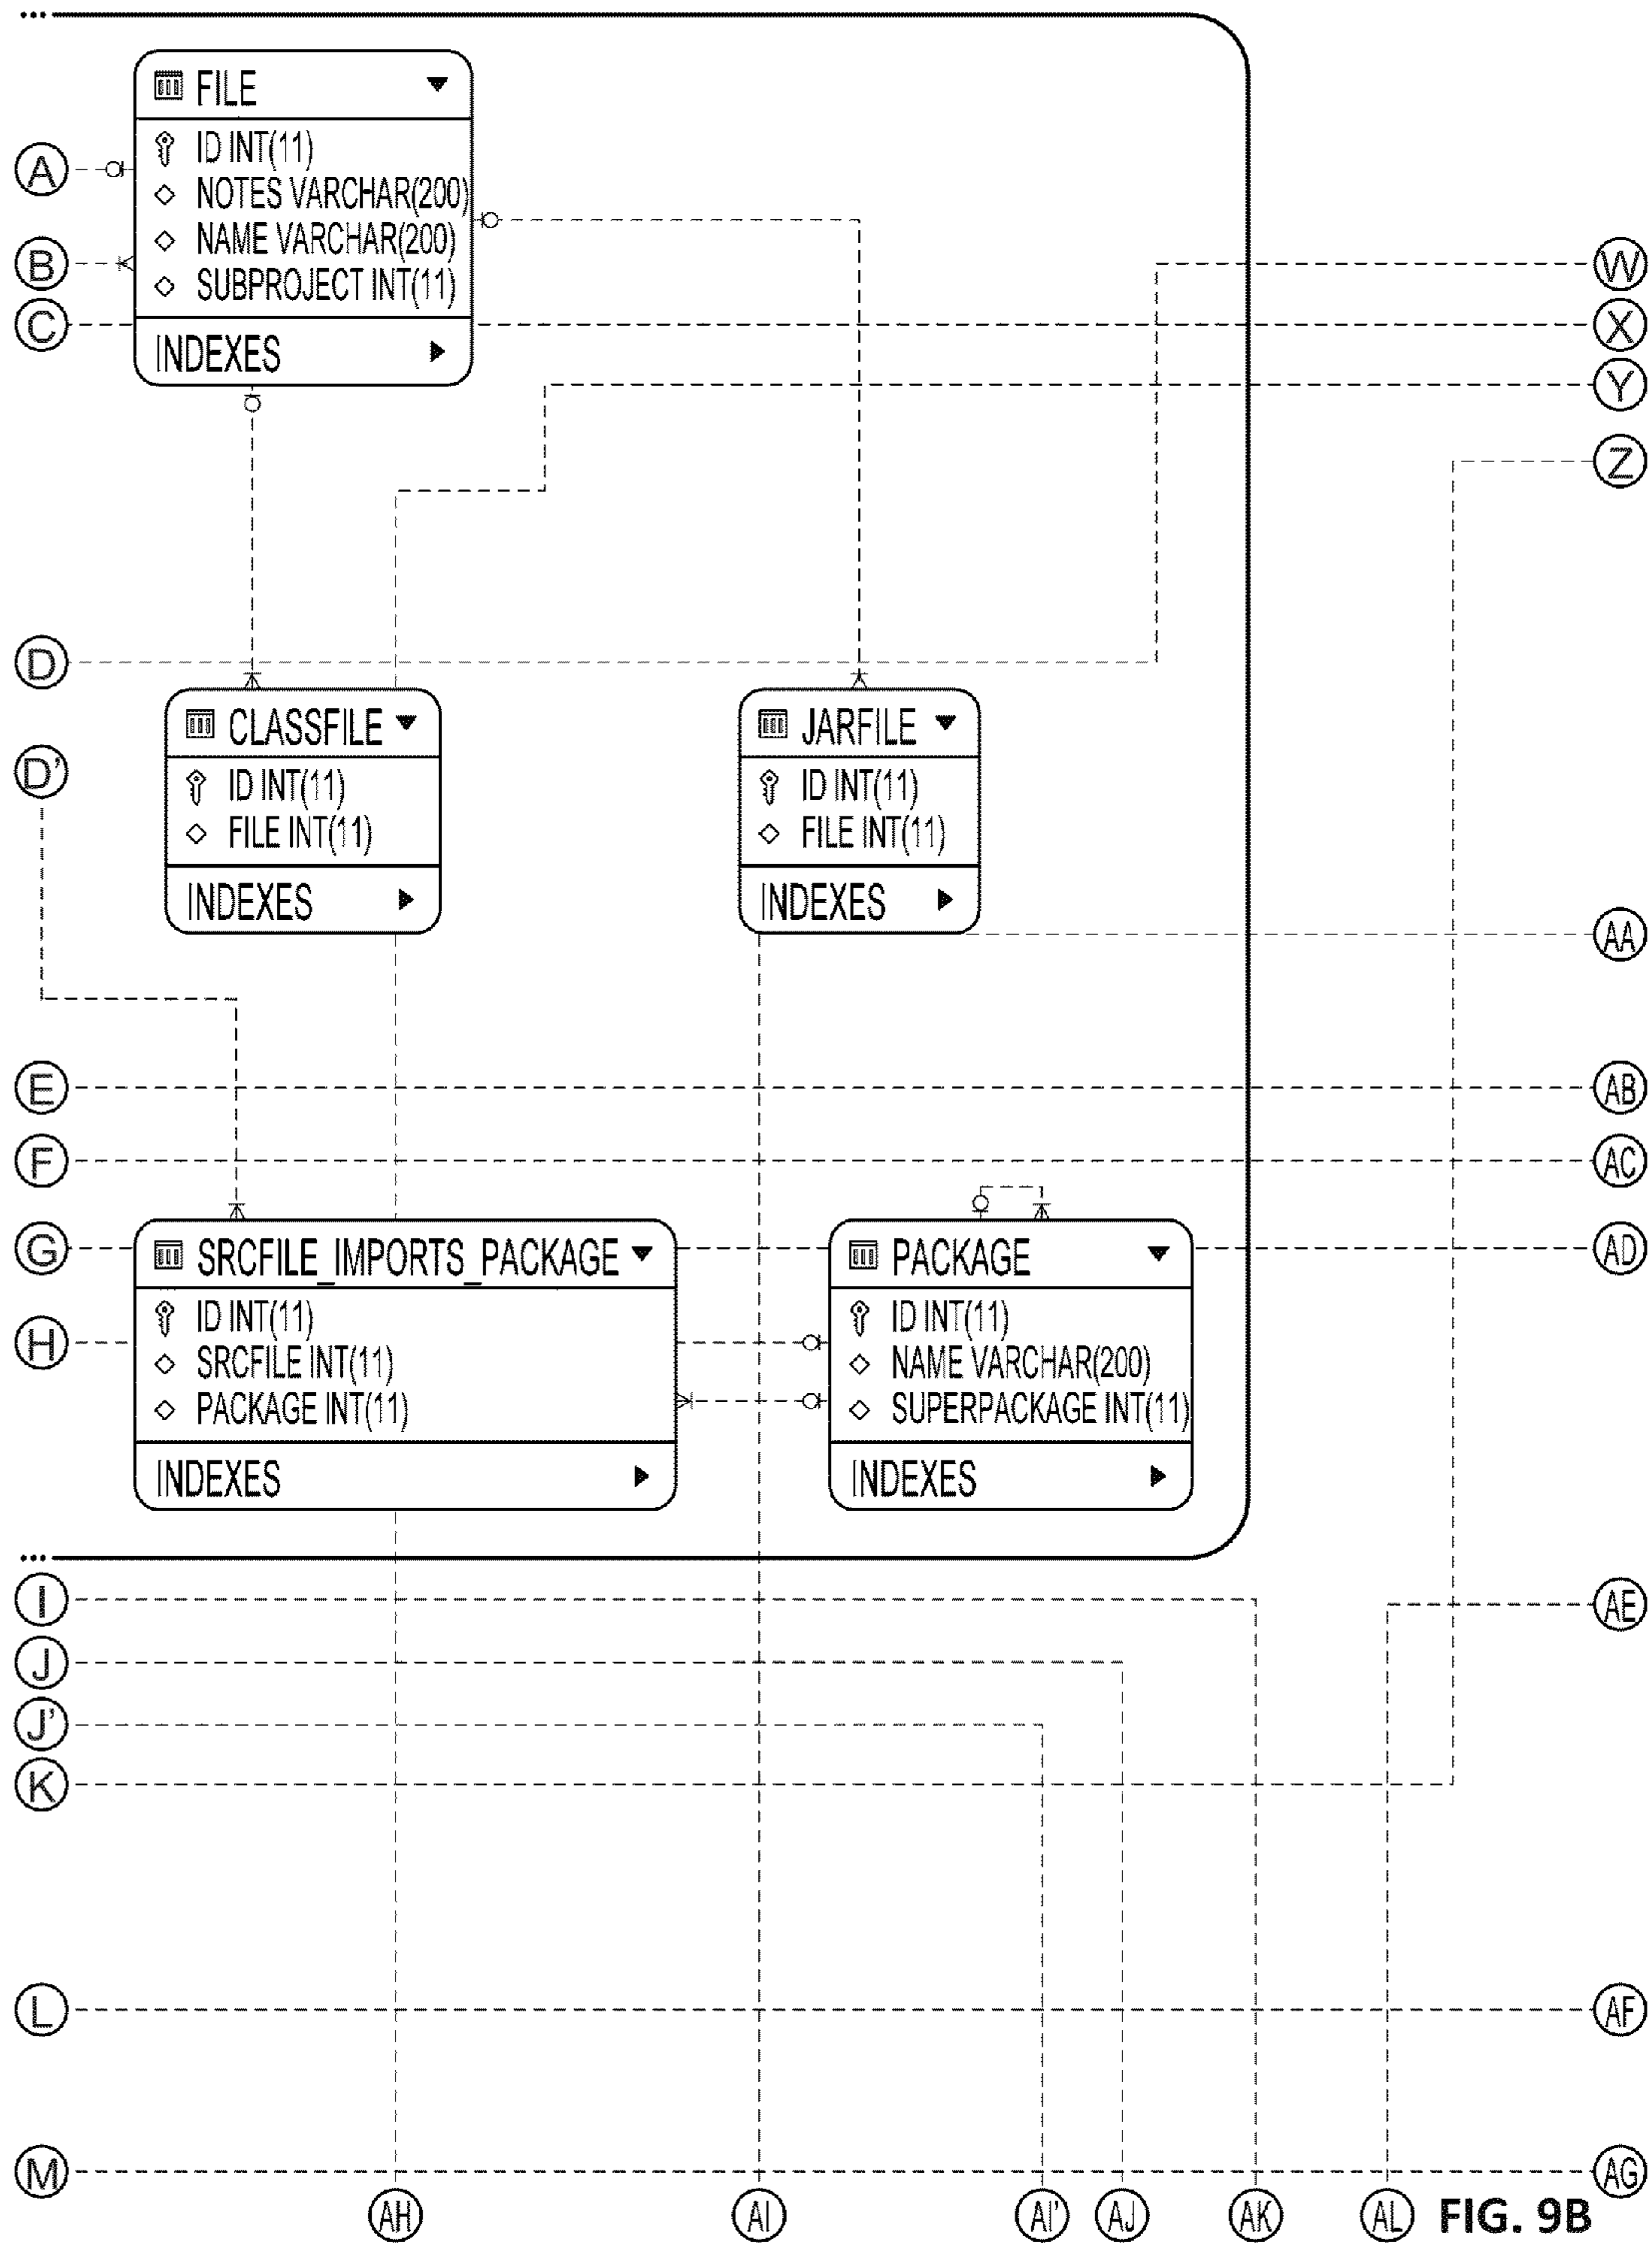 ...
FILE
ID INT(11)
NOTES VARCHAR(200)
NAME VARCHAR(200)
SUBPROJECT INT(11)
INDEXES
A
B
C
W
X
Y
Z
D
D'
CLASSFILE
ID INT(11)
FILE INT(11)
INDEXES
JARFILE
ID INT(11)
FILE INT(11)
INDEXES
AA
E
AB
F
AC
G
H
SRCFILE_IMPORTS_PACKAGE
ID INT(11)
SRCFILE INT(11)
PACKAGE INT(11)
INDEXES
PACKAGE
ID INT(11)
NAME VARCHAR(200)
SUPERPACKAGE INT(11)
INDEXES
AD
...
I
J
J'
K
AE
L
AF
M
AG
AH
AI
AI'
AJ
AK
AL
FIG. 9B